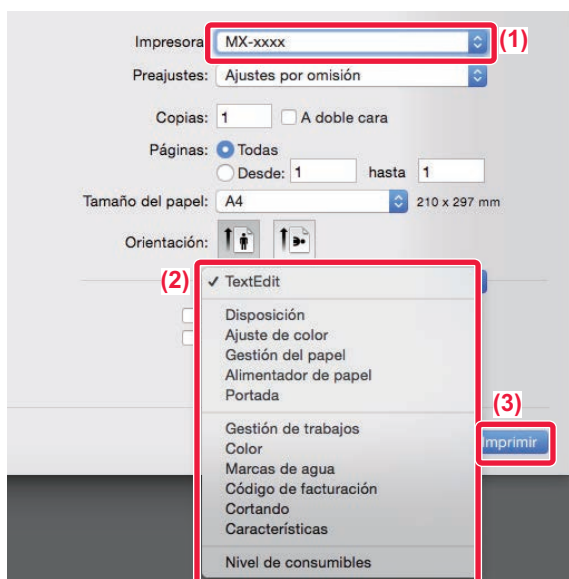 Impresora: MX-xxxx (1)
Preajustes: Ajustes por omisión
Copias: 1 A doble cara
Páginas: Todas
Desde: 1 hasta 1
Tamaño del papel: A4 210 x 297 mm
Orientación:
(2) ✓ TextEdit
Disposición
Ajuste de color
Gestión del papel
Alimentador de papel
Portada
(3)
Gestión de trabajos
Imprimir
Color
Marcas de agua
Código de facturación
Cortando
Características
Nivel de consumibles